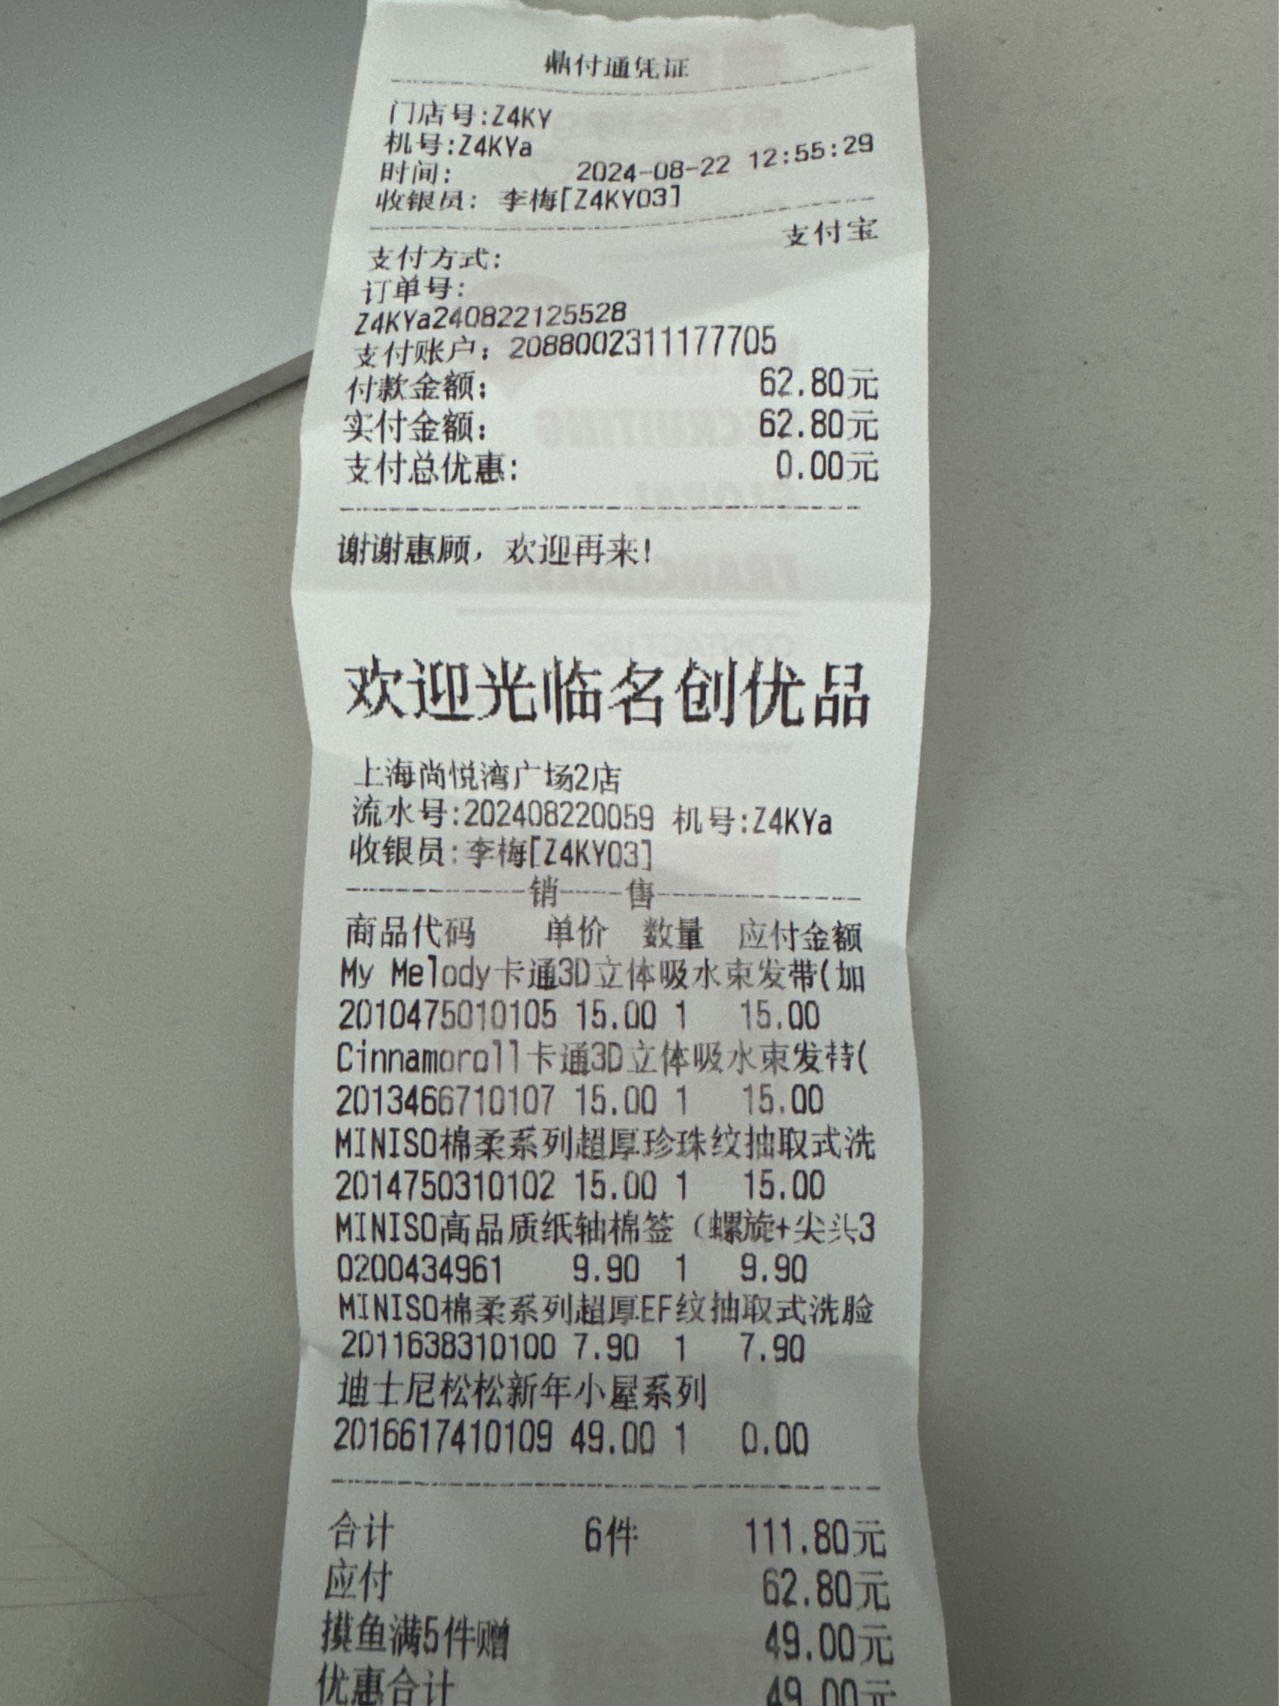 鼎付通凭证
门店号:Z4KY
机号:Z4KYa
时间: 2024-08-22 12:55:29
收银员: 李梅[Z4KY03]
支付方式: 支付宝
订单号:
Z4KYa240822125528
支付账户: 2088002311177705
付款金额: 62.80元
实付金额: 62.80元
支付总优惠: 0.00元
谢谢惠顾, 欢迎再来!
欢迎光临名创优品
上海尚悦湾广场2店
流水号:202408220059 机号:Z4KYa
收银员:李梅[Z4KY03]
销 售
商品代码 单价 数量 应付金额
My Melody卡通3D立体吸水束发带(加
2010475010105 15.00 1 15.00
Cinnamoroll卡通3D立体吸水束发(
2013466710107 15.00 1 15.00
MINISO棉柔系列超厚珍珠纹抽取式洗
2014750310102 15.00 1 15.00
MINISO高品质纸轴棉签(螺旋+尖头3
0200434961 9.90 1 9.90
MINISO棉柔系列超厚EF纹抽取式洗脸
2011638310100 7.90 1 7.90
迪士尼松松新年小屋系列
2016617410109 49.00 1 0.00
合计 6件 111.80元
应付 62.80元
摸鱼满5件赠 49.00元
优惠合计 49.00元